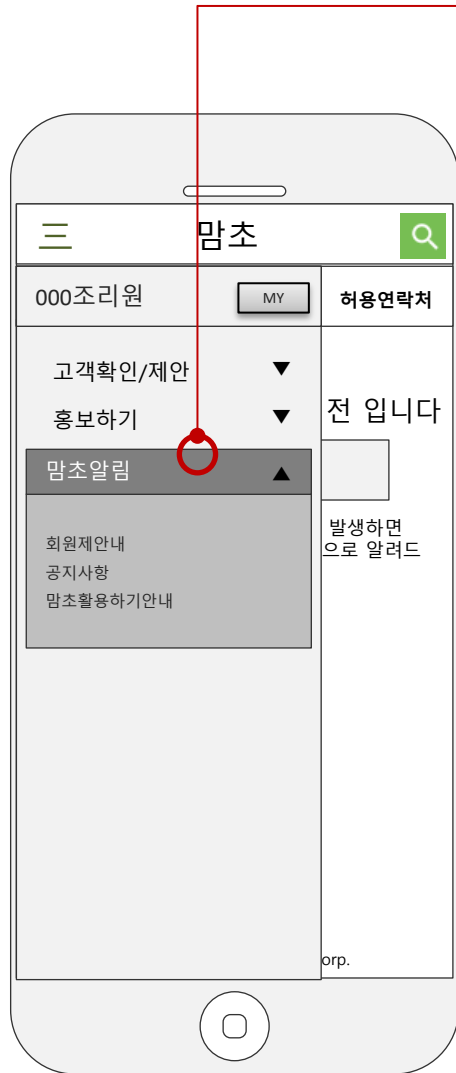 맘초
000조리원 MY 허용연락처
고객확인/제안 ▼
홍보하기 ▼ 전 입니다
맘초알림 ▲
발생하면
으로 알려드
회원제안내
공지사항
맘초활용하기안내
orp.